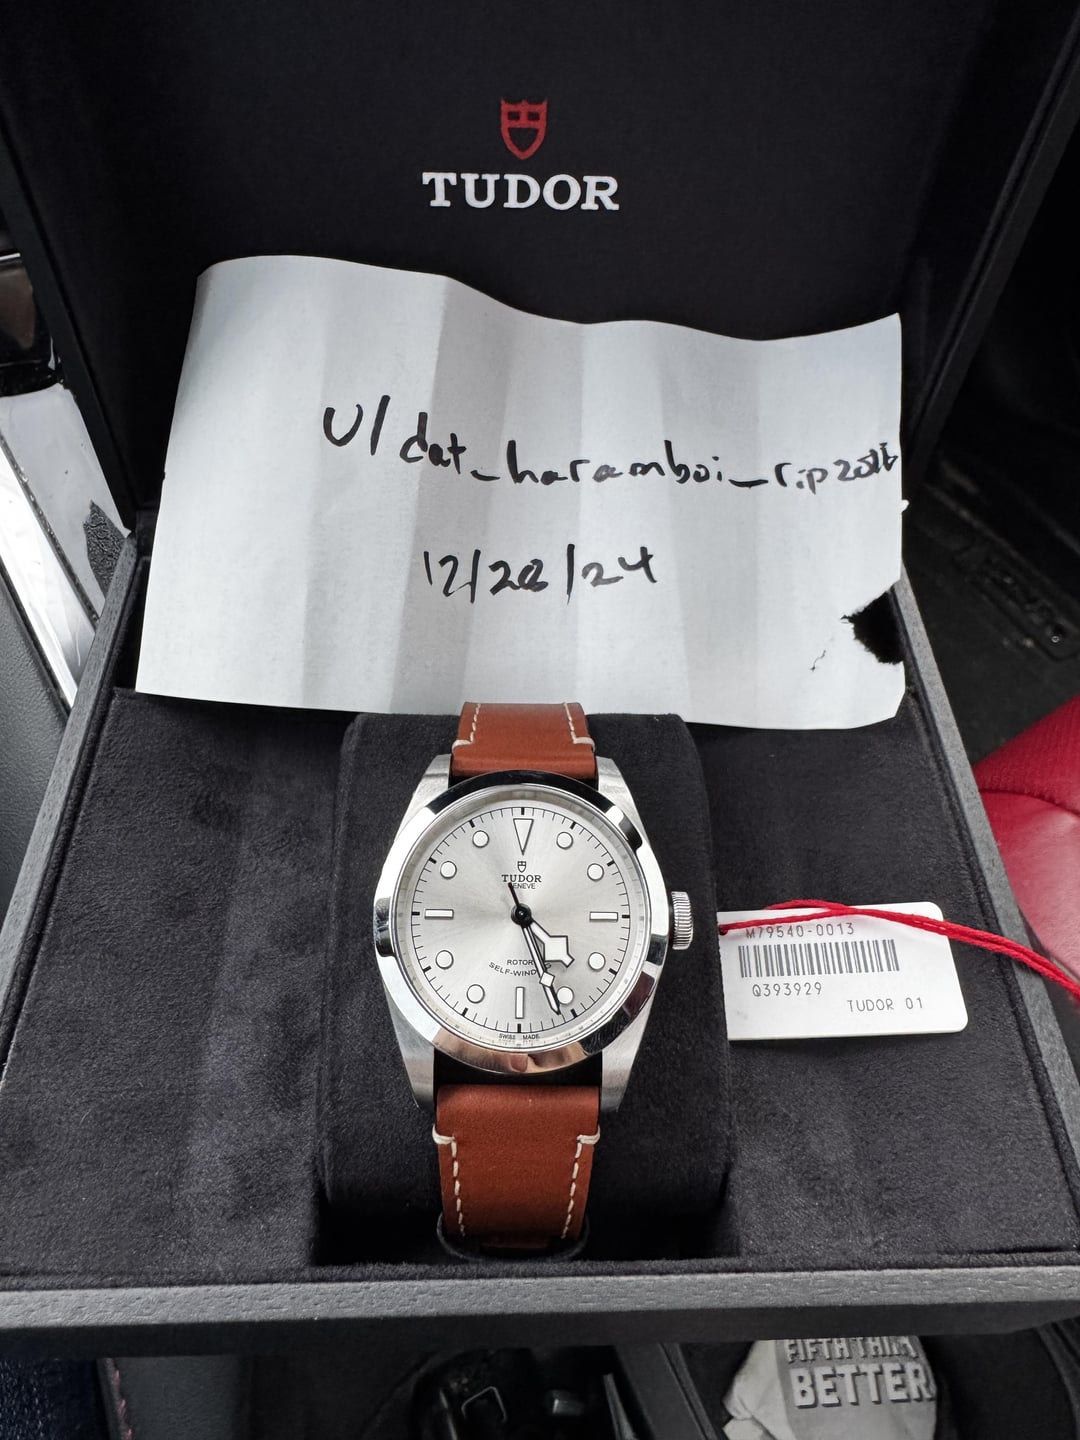 TUDOR
U/dat_haramboi_rip2016
12/28/24
TUDOR
GENEVE
ROTOR
SELF-WINDING
SWISS MADE
M79540-0013
Q393929
TUDOR 01
FIFTH THIRD
BETTER